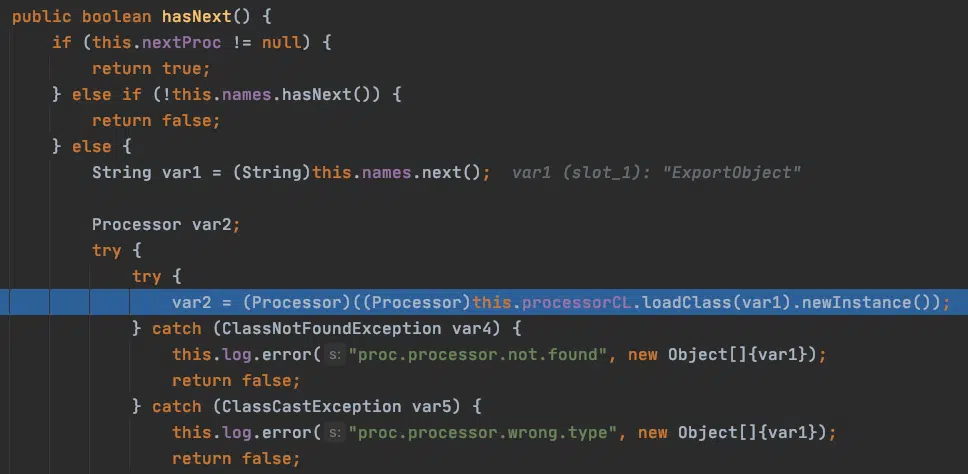 public boolean hasNext() {
if (this.nextProc != null) {
return true;
} else if (!this.names.hasNext()) {
return false;
} else {
String var1 = (String)this.names.next(); var1 (slot_1): "ExportObject"
Processor var2;
try {
try {
var2 = (Processor)((Processor)this.processorCL.loadClass(var1).newInstance());
} catch (ClassNotFoundException var4) {
this.log.error( s: "proc.processor.not.found", new Object[]{var1});
return false;
} catch (ClassCastException var5) {
this.log.error( s: "proc.processor.wrong.type", new Object[]{var1});
return false;